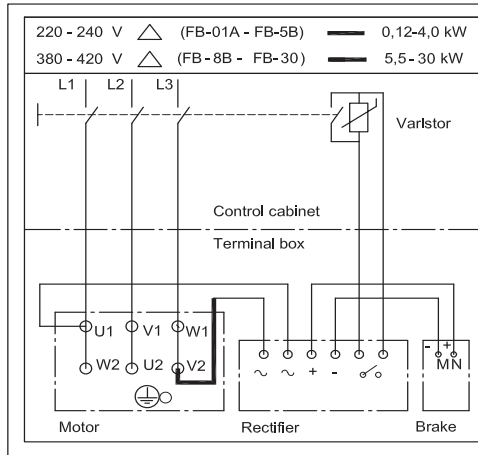 220 - 240 V △ (FB-01A - FB-5B) 0,12-4,0 kW
380 - 420 V △ (FB-8B - FB-30) 5,5-30 kW
L1 L2 L3
Varistor
Control cabinet
Terminal box
U1 V1 W1
W2 U2 V2
- +
MN
~ ~ + -
Motor Rectifier Brake